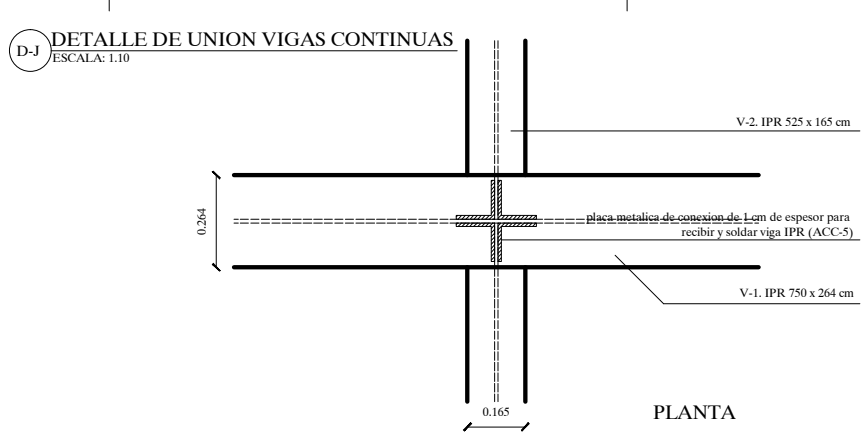 D-J
DETALLE DE UNION VIGAS CONTINUAS
ESCALA: 1.10
V-2. IPR 525 x 165 cm
0.264
placa metalica de conexion de 1 cm de espesor para
recibir y soldar viga IPR (ACC-5)
V-1. IPR 750 x 264 cm
0.165
PLANTA